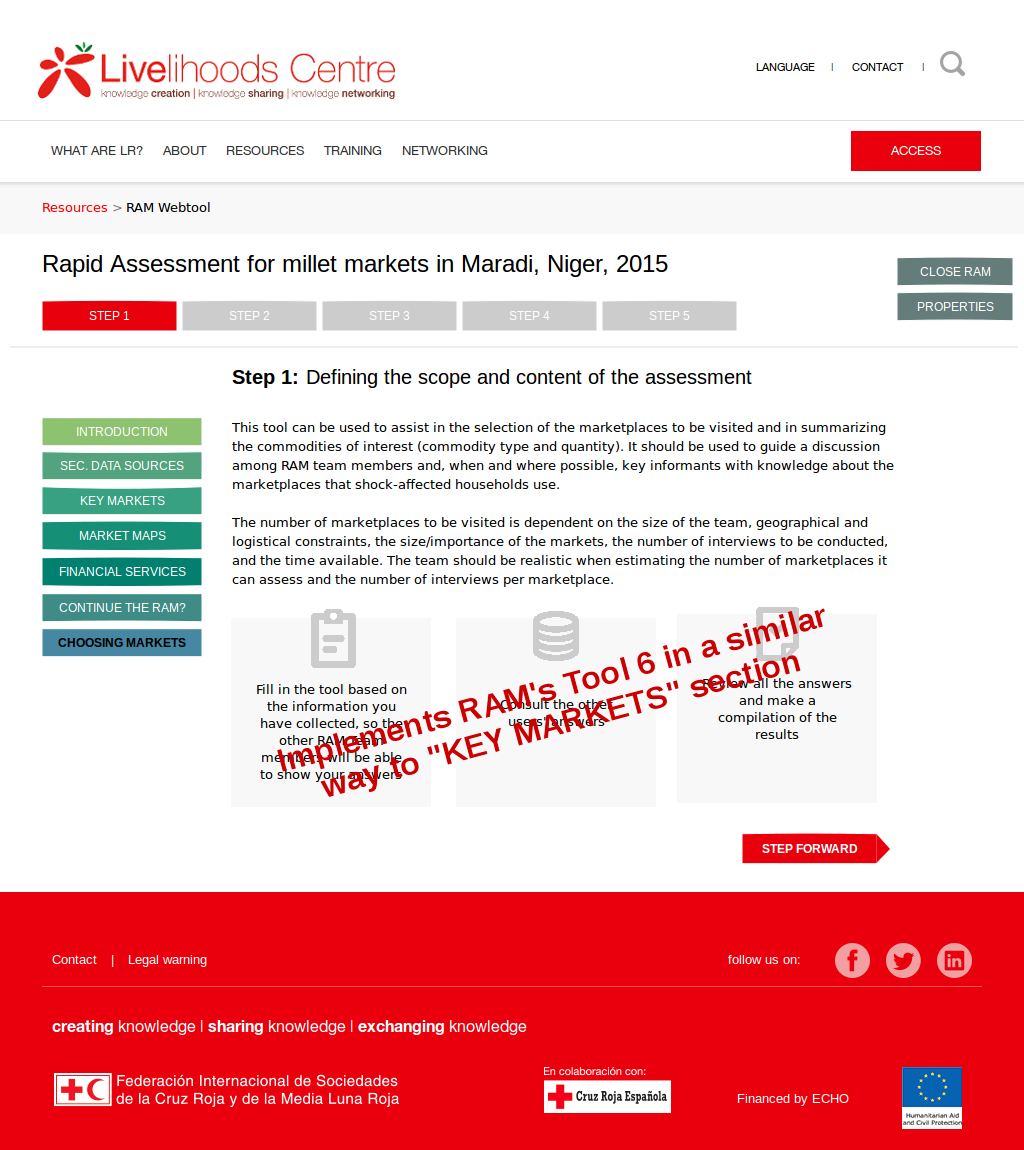 Livelihoods Centre
knowledge creation | knowledge sharing | knowledge networking
LANGUAGE | CONTACT |
WHAT ARE LR? ABOUT RESOURCES TRAINING NETWORKING ACCESS
Resources > RAM Webtool
Rapid Assessment for millet markets in Maradi, Niger, 2015
CLOSE RAM
PROPERTIES
STEP 1 STEP 2 STEP 3 STEP 4 STEP 5
Step 1: Defining the scope and content of the assessment
INTRODUCTION
SEC. DATA SOURCES
KEY MARKETS
MARKET MAPS
FINANCIAL SERVICES
CONTINUE THE RAM?
CHOOSING MARKETS
This tool can be used to assist in the selection of the marketplaces to be visited and in summarizing
the commodities of interest (commodity type and quantity). It should be used to guide a discussion
among RAM team members and, when and where possible, key informants with knowledge about the
marketplaces that shock-affected households use.
The number of marketplaces to be visited is dependent on the size of the team, geographical and
logistical constraints, the size/importance of the markets, the number of interviews to be conducted,
and the time available. The team should be realistic when estimating the number of marketplaces it
can assess and the number of interviews per marketplace.
Fill in the tool based on
the information you
have collected, so the
other RAM team
members will be able
to show your answers
Consult the other
users' answers
Review all the answers
and make a
compilation of the
results
Implements RAM's Tool 6 in a similar
way to "KEY MARKETS" section
STEP FORWARD
Contact | Legal warning
follow us on:
creating knowledge | sharing knowledge | exchanging knowledge
Federación Internacional de Sociedades
de la Cruz Roja y de la Media Luna Roja
En colaboración con:
Cruz Roja Española
Financed by ECHO
Humanitarian Aid
and Civil Protection